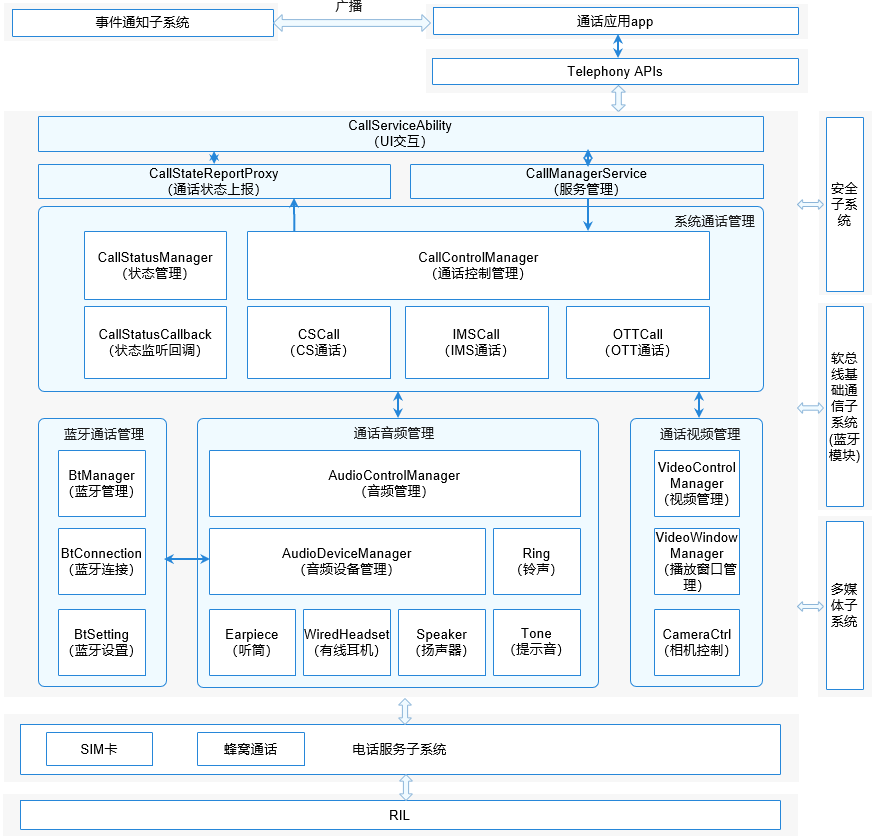 广播
事件通知子系统
通话应用app
Telephony APIs
CallServiceAbility
（UI交互）
CallStateReportProxy
（通话状态上报）
CallManagerService
（服务管理）
系统通话管理
CallStatusManager
（状态管理）
CallControlManager
（通话控制管理）
CallStatusCallback
（状态监听回调）
CSCall
（CS通话）
IMSCall
（IMS通话）
OTTCall
（OTT通话）
蓝牙通话管理
BtManager
（蓝牙管理）
BtConnection
（蓝牙连接）
BtSetting
（蓝牙设置）
通话音频管理
AudioControlManager
（音频管理）
AudioDeviceManager
（音频设备管理）
Ring
（铃声）
Earpiece
（听筒）
WiredHeadset
（有线耳机）
Speaker
（扬声器）
Tone
（提示音）
通话视频管理
VideoControl
Manager
（视频管理）
VideoWindow
Manager
（播放窗口管
理）
CameraCtrl
（相机控制）
安全
子系
统
软总
线基
础通
信子
系统
(蓝牙
模块)
多媒
体子
系统
SIM卡
蜂窝通话
电话服务子系统
RIL